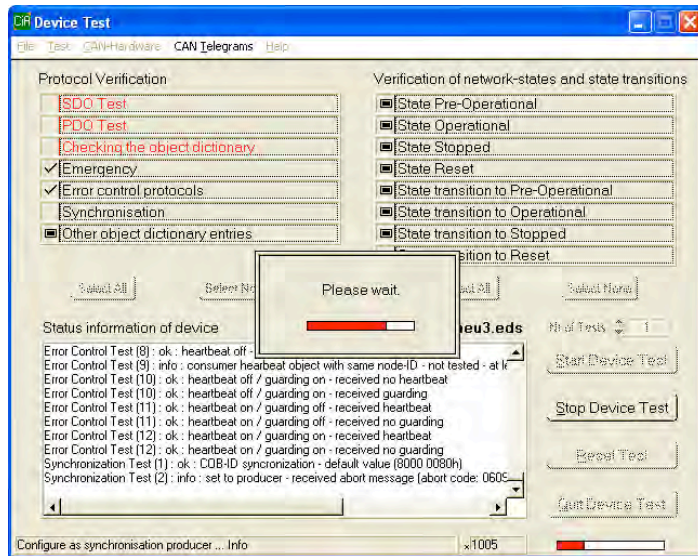 CiA Device Test
File Test CAN-Hardware CAN Telegrams Help
Protocol Verification
SDO Test
PDO Test
Checking the object dictionary
Emergency
Error control protocols
Synchronisation
Other object dictionary entries
Verification of network-states and state transitions
State Pre-Operational
State Operational
State Stopped
State Reset
State transition to Pre-Operational
State transition to Operational
State transition to Stopped
to Reset
Select All
Select
Select None
Please wait.
Status information of device
neu3.eds
Nr of Tests 1
Error Control Test (8) : ok : heartbeat off -
Error Control Test (9) : info : consumer hearbeat object with same node-ID - not tested - at
Error Control Test (10) : ok : heartbeat off / guarding on - received no heartbeat
Error Control Test (10) : ok : heartbeat off / guarding on - received guarding
Error Control Test (11) : ok : heartbeat on / guarding off - received heartbeat
Error Control Test (11) : ok : heartbeat on / guarding off - received no guarding
Error Control Test (12) : ok : heartbeat on / guarding on - received heartbeat
Error Control Test (12) : ok : heartbeat on / guarding on - received no guarding
Synchronization Test (1) : ok : COB-ID syncronization - default value (8000 0080h)
Synchronization Test (2) : info : set to producer - received abort message (abort code: 0609
Start Device Test
Stop Device Test
Reset Test
Quit Device Test
Configure as synchronisation producer ... Info
x1005